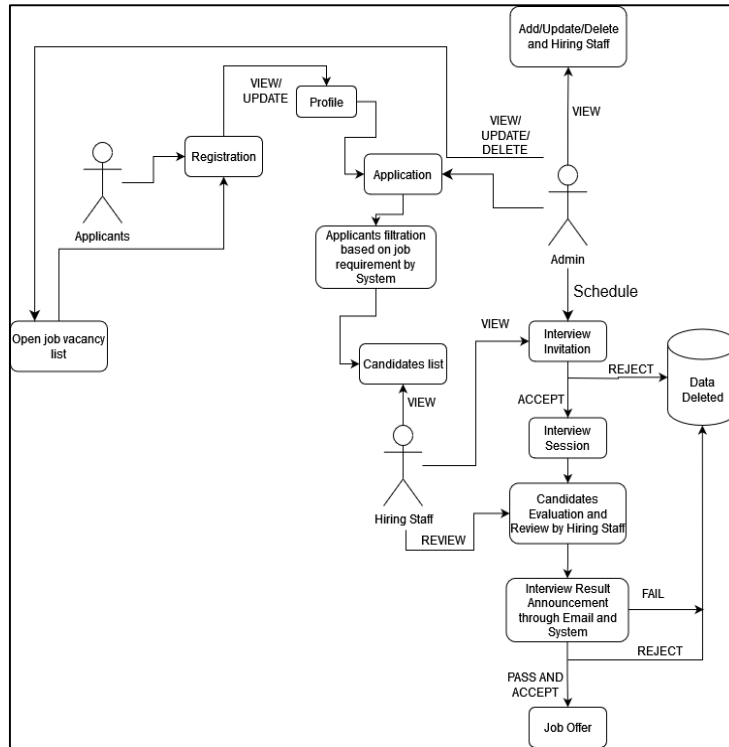 Add/Update/Delete
and Hiring Staff
VIEW/
UPDATE
Profile
VIEW
VIEW/
UPDATE/
DELETE
Registration
Application
Applicants
Applicants filtration
based on job
requirement by
System
Admin
Schedule
Open job vacancy
list
VIEW
Interview
Invitation
Candidates list
REJECT
Data
Deleted
VIEW
ACCEPT
Interview
Session
Hiring Staff
Candidates
Evaluation and
Review by Hiring Staff
REVIEW
Interview Result
Announcement
through Email and
System
FAIL
REJECT
PASS AND
ACCEPT
Job Offer